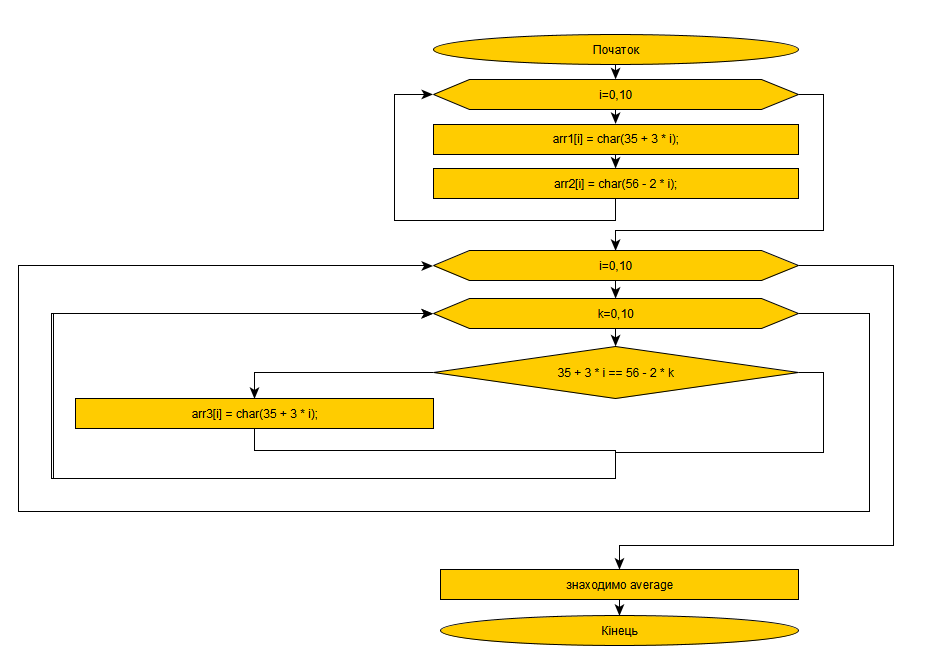 Початок
i=0,10
arr1[i] = char(35 + 3 * i);
arr2[i] = char(56 - 2 * i);
i=0,10
k=0,10
35 + 3 * i == 56 - 2 * k
arr3[i] = char(35 + 3 * i);
знаходимо average
Кінець